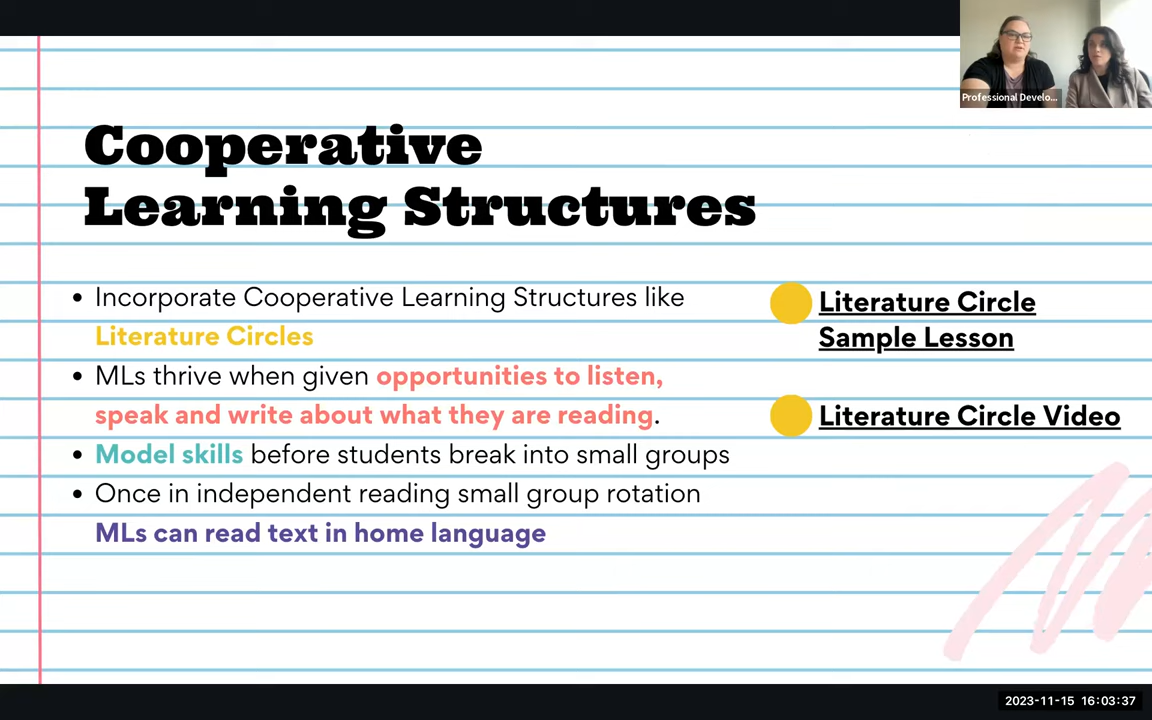 Professional Develo...
Cooperative
Learning Structures
• Incorporate Cooperative Learning Structures like
Literature Circles
• MLs thrive when given opportunities to listen,
speak and write about what they are reading.
• Model skills before students break into small groups
• Once in independent reading small group rotation
MLs can read text in home language
Literature Circle
Sample Lesson
Literature Circle Video
2023-11-15 16:03:37